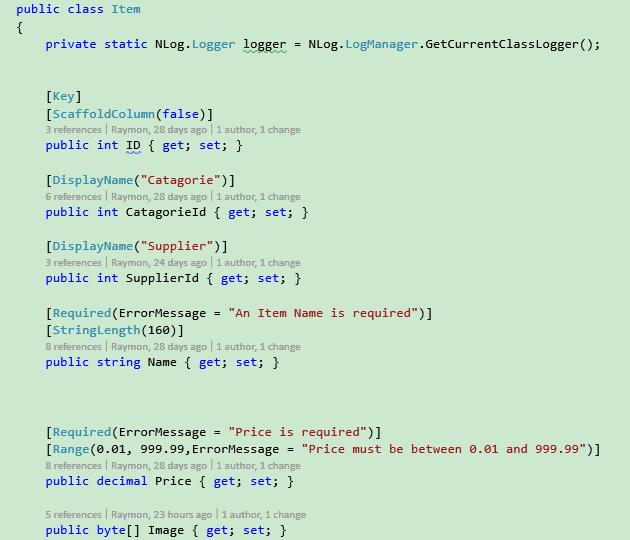 public class Item
{
private static NLog.Logger logger = NLog.LogManager.GetCurrentClassLogger();
[Key]
[ScaffoldColumn(false)]
3 references | Raymon, 28 days ago | 1 author, 1 change
public int ID { get; set; }
[DisplayName("Catagorie")]
6 references | Raymon, 28 days ago | 1 author, 1 change
public int CatagorieId { get; set; }
[DisplayName("Supplier")]
3 references | Raymon, 24 days ago | 1 author, 1 change
public int SupplierId { get; set; }
[Required(ErrorMessage = "An Item Name is required")]
[StringLength(160)]
8 references | Raymon, 28 days ago | 1 author, 1 change
public string Name { get; set; }
[Required(ErrorMessage = "Price is required")]
[Range(0.01, 999.99,ErrorMessage = "Price must be between 0.01 and 999.99")]
8 references | Raymon, 28 days ago | 1 author, 1 change
public decimal Price { get; set; }
5 references | Raymon, 23 hours ago | 1 author, 1 change
public byte[] Image { get; set; }